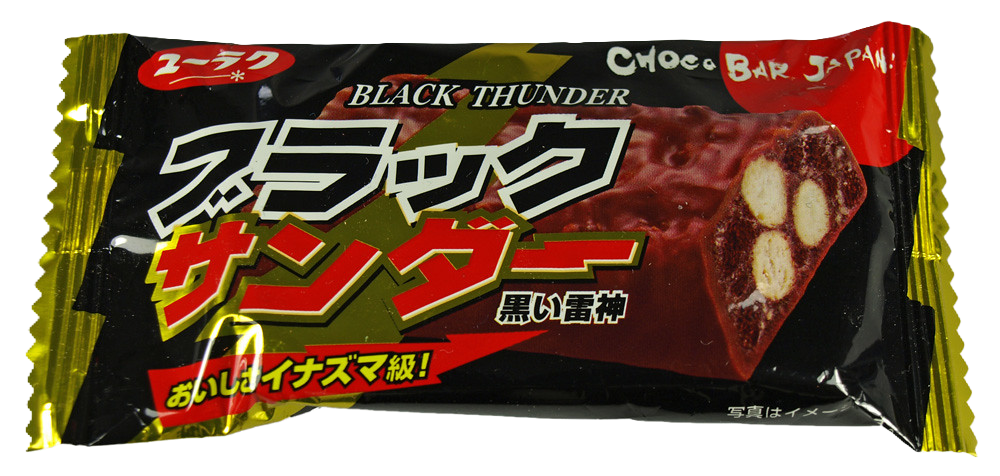 ユーラク
CHOCO BAR JAPAN!
BLACK THUNDER
ブラック
サンダー
黒い雷神
おいしさイナズマ級!
写真はイメー